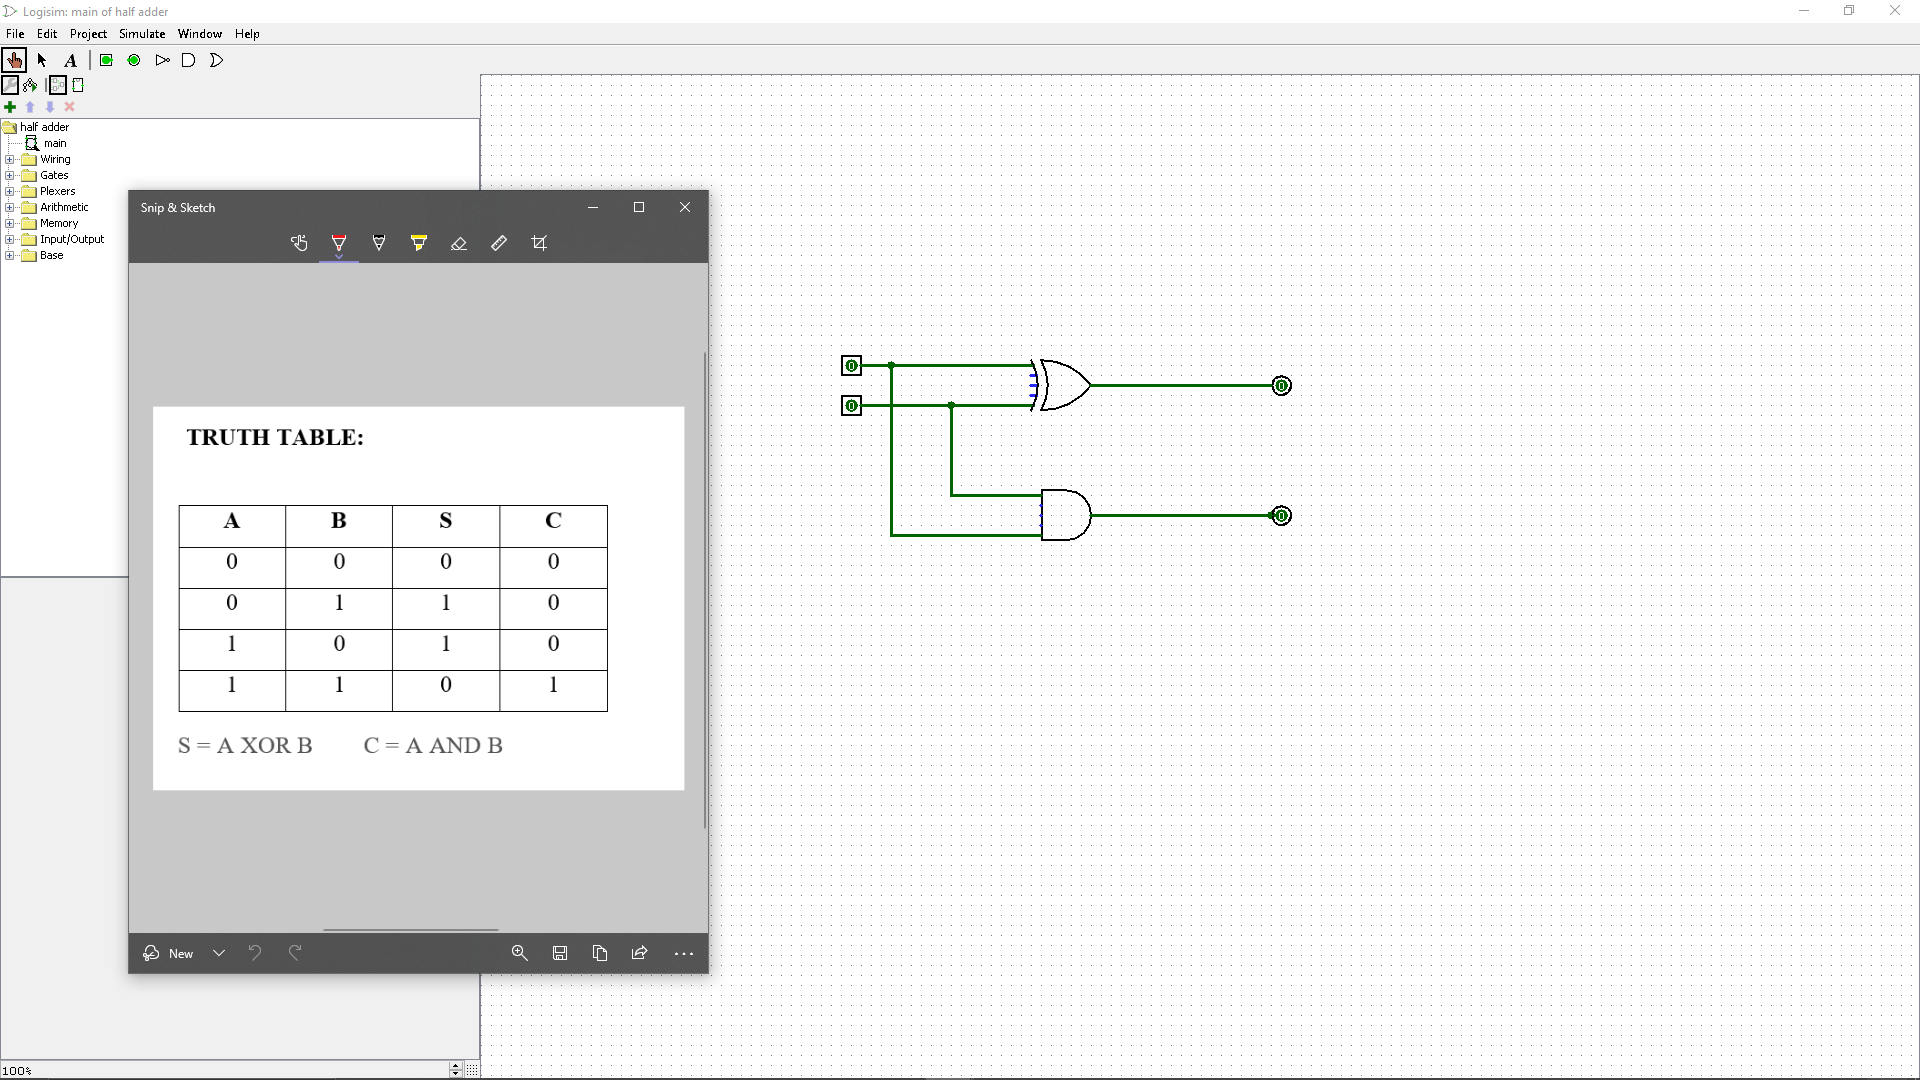 Logisim: main of half adder
File Edit Project Simulate Window Help
A
half adder
main
Wiring
Gates
Plexers
Arithmetic
Memory
Input/Output
Base
Snip & Sketch
TRUTH TABLE:
A B S C
0 0 0 0
0 1 1 0
1 0 1 0
1 1 0 1
S = A XOR B C = A AND B
New
0
0
0
0
100%